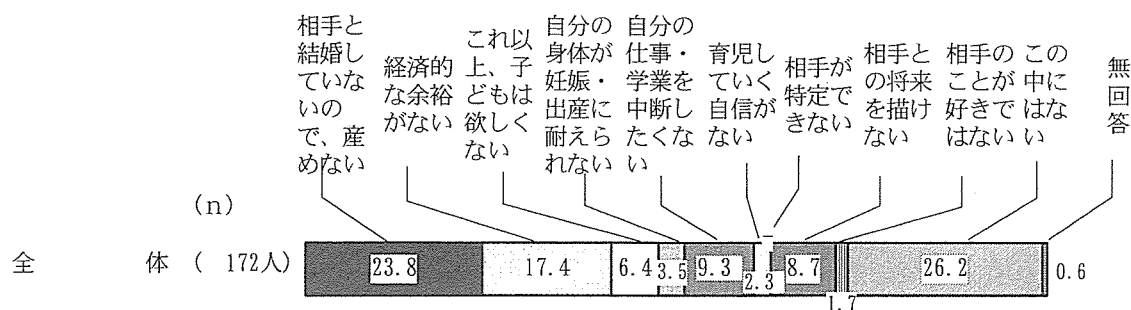 相手と
結婚し
ていな
いの
で、産
めない
経済的
な余裕
がない
これ以
上、子
どもは
欲しく
ない
自分の
身体が
妊娠・
出産に
耐えら
れない
自分の
仕事・
学業を
中断し
たくな
い
育児し
ていく
自信が
ない
相手が
特定で
きない
相手と
の将来
を描け
ない
相手の
ことが
好きで
はない
この
中に
はな
い
無
回
答
(n)
全 体 ( 172人)
23.8
17.4
6.4
3.5
9.3
2.3
-
8.7
1.7
26.2
0.6